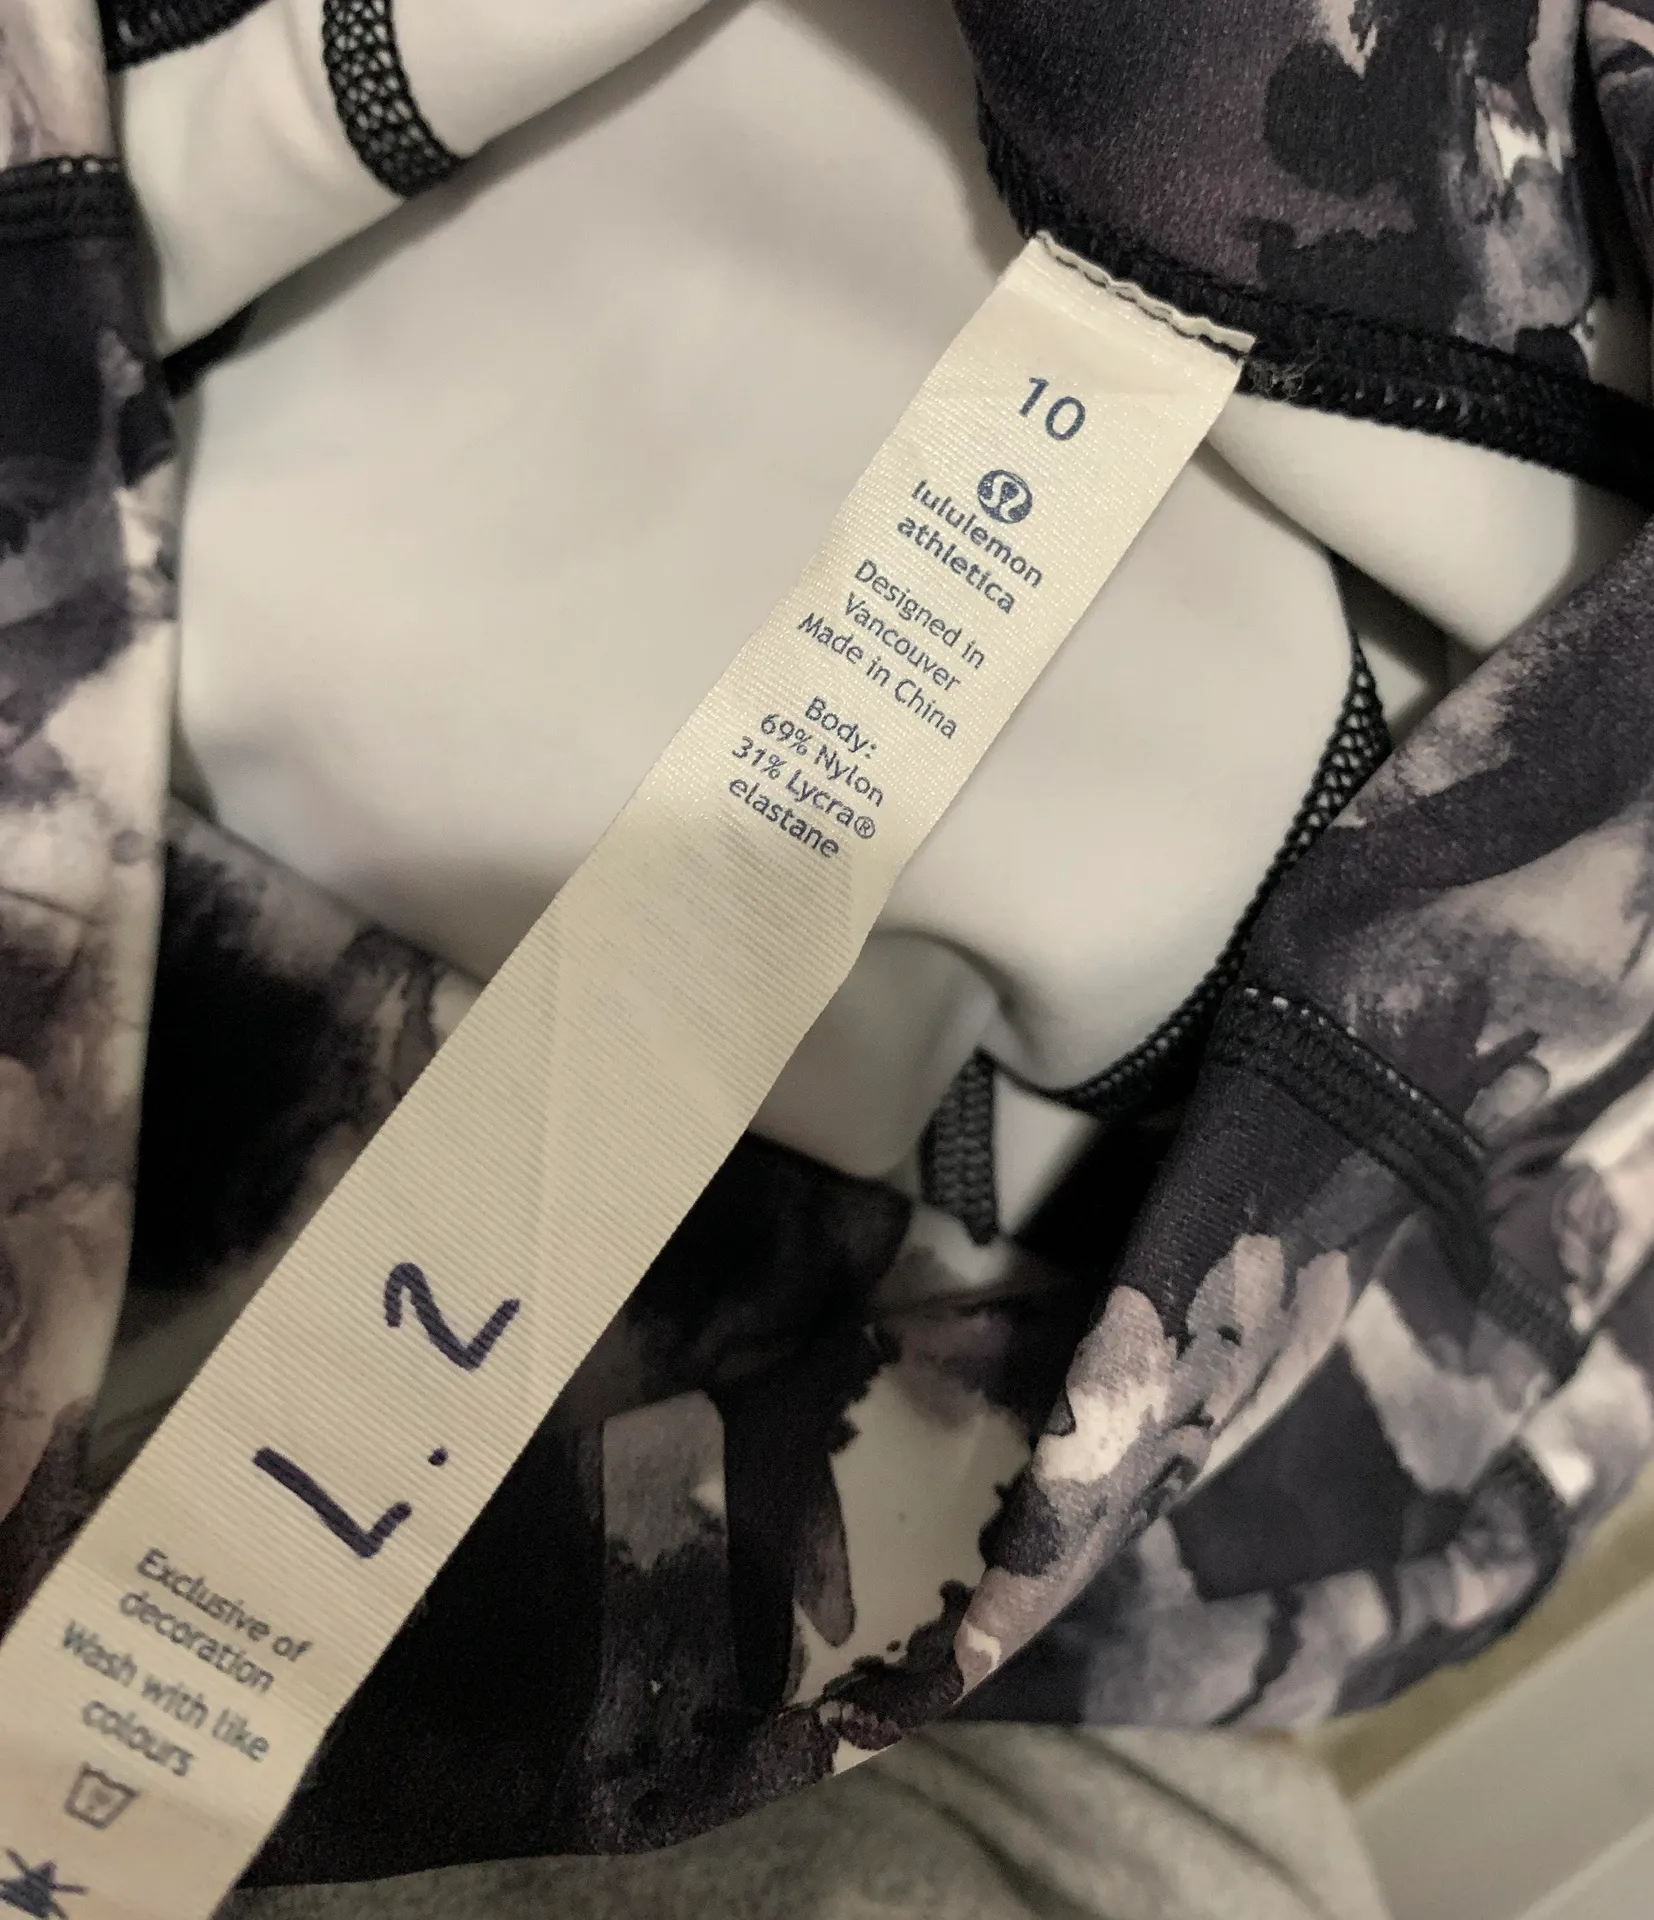 10
lululemon
athletica
Designed in
Vancouver
Made in China
Body:
69% Nylon
31% Lycra®
elastane
L. 2
Exclusive of
decoration
Wash with like
colours